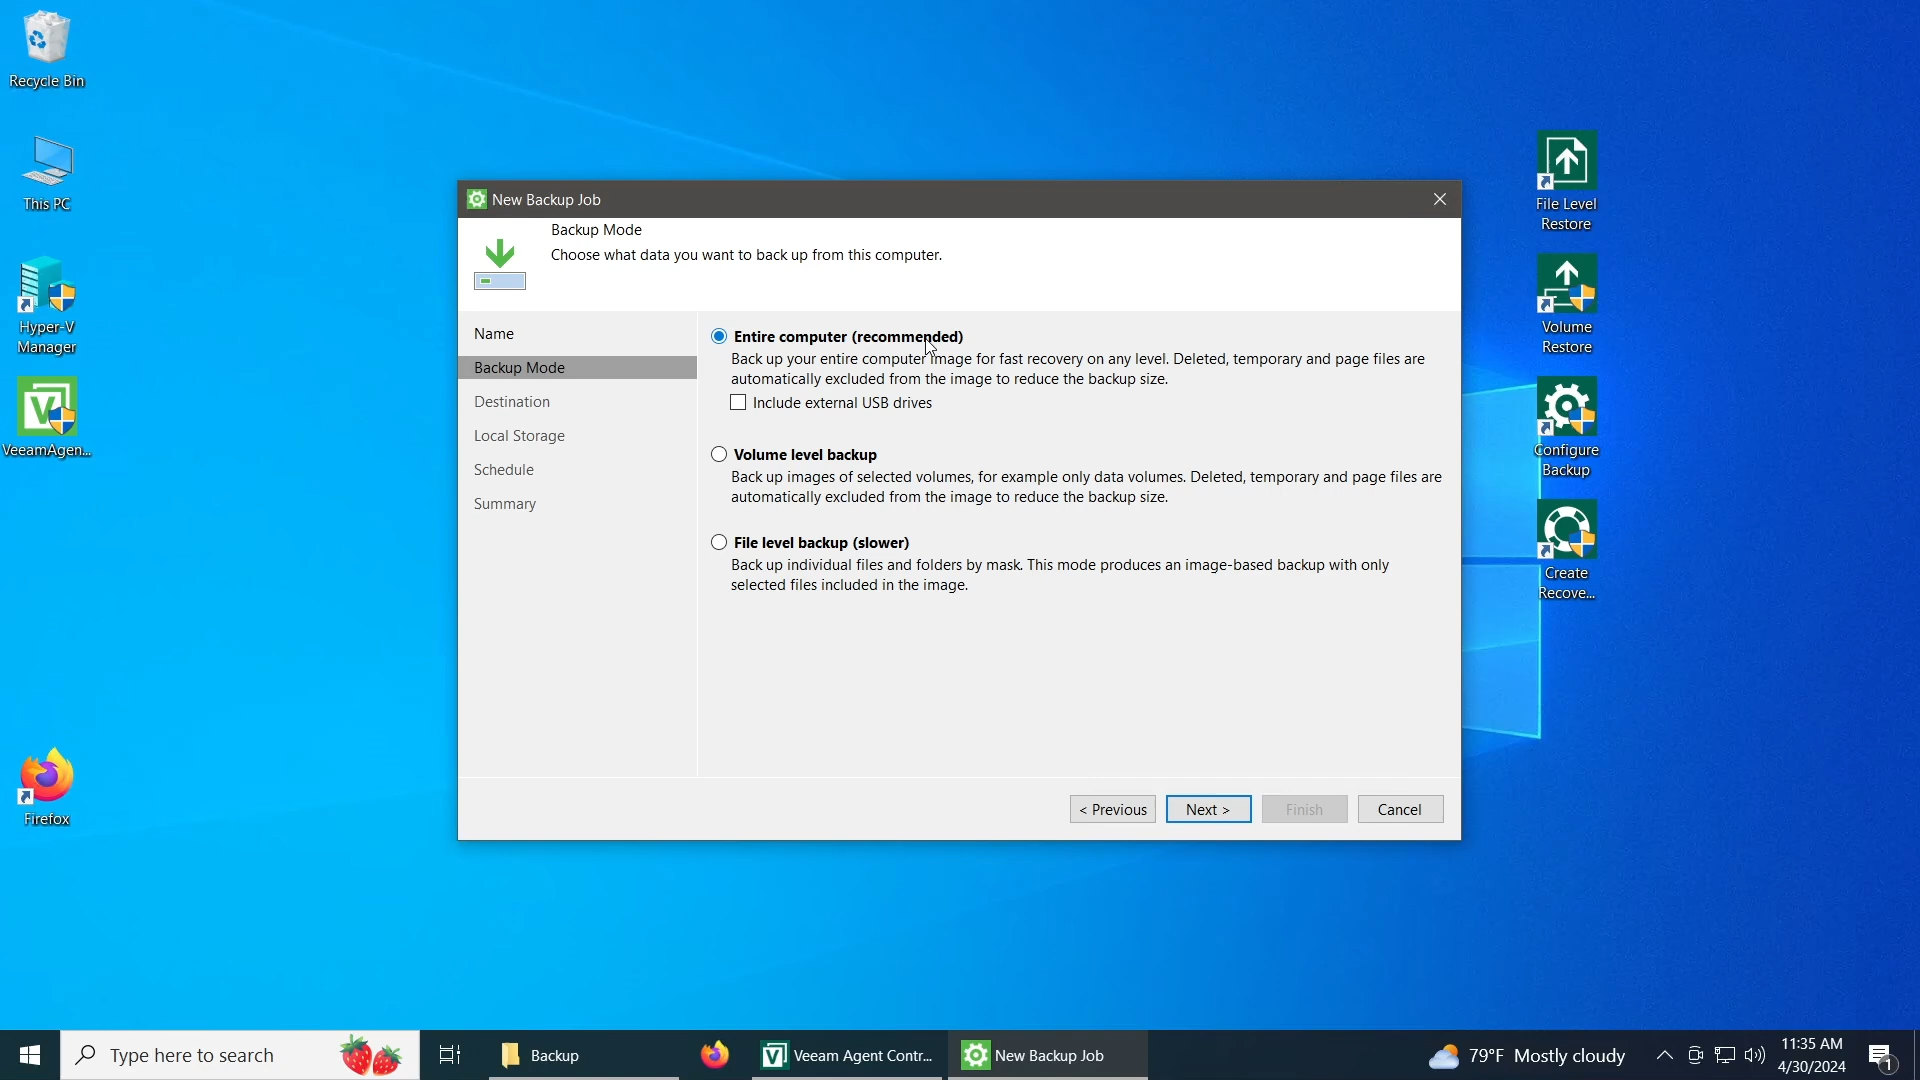 Recycle Bin
This PC
Hyper-V
Manager
VeeamAgen...
Firefox
New Backup Job
Backup Mode
Choose what data you want to back up from this computer.
Name
Backup Mode
Destination
Local Storage
Schedule
Summary
Entire computer (recommended)
Back up your entire computer image for fast recovery on any level. Deleted, temporary and page files are
automatically excluded from the image to reduce the backup size.
Include external USB drives
Volume level backup
Back up images of selected volumes, for example only data volumes. Deleted, temporary and page files are
automatically excluded from the image to reduce the backup size.
File level backup (slower)
Back up individual files and folders by mask. This mode produces an image-based backup with only
selected files included in the image.
< Previous
Next >
Finish
Cancel
File Level
Restore
Volume
Restore
Configure
Backup
Create
Recove...
Type here to search
Backup
Veeam Agent Contr...
New Backup Job
79°F Mostly cloudy
11:35 AM
4/30/2024
1